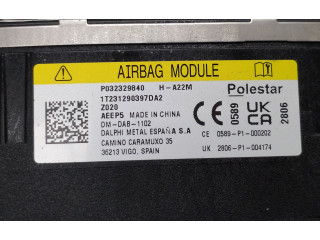 AIRBAG MODULE
P032329840 H-A22M
Polestar
1T231290397DA2
Z020
AEEP5 MADE IN CHINA
DM-DAB-1102
DALPHI METAL ESPAÑA S.A
CAMINO CARAMUXO 35
36213 VIGO, SPAIN
CE 0589
UK CA 2806
CE 0589-P1-000202
UK 2806-P1-004174